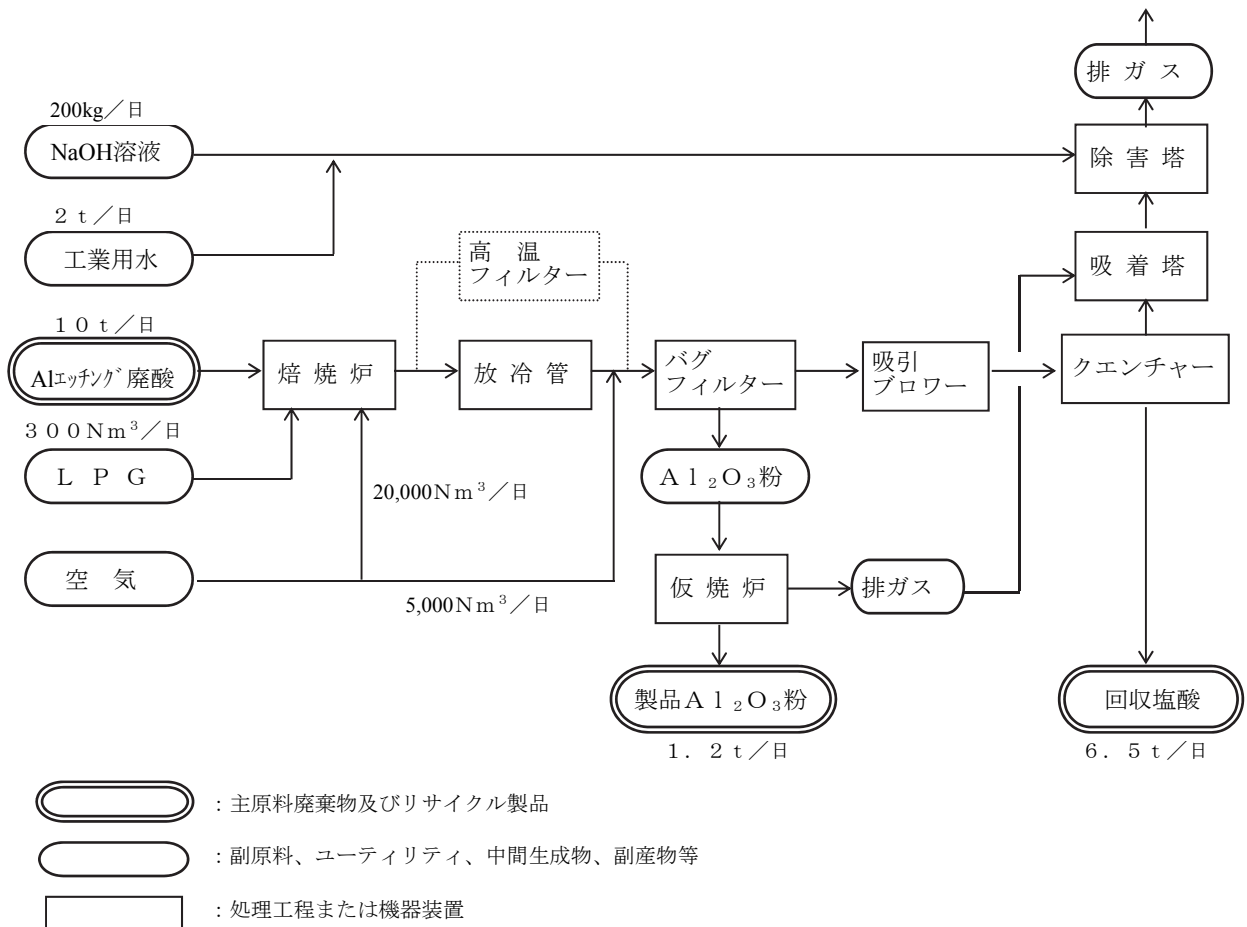 排 ガ ス
200kg／日
NaOH溶液
除 害 塔
２ ｔ／日
工業用水
高　温
フィルター
吸 着 塔
１０ｔ／日
Alｴｯﾁﾝｸﾞ廃酸
焙 焼 炉
放 冷 管
バグ
フィルター
吸引
ブロワー
クエンチャー
３００Nm³／日
Ｌ Ｐ Ｇ
20,000Nm³／日
Ａｌ₂Ｏ₃粉
空　気
5,000Nm³／日
仮 焼 炉
排ガス
製品Ａｌ₂Ｏ₃粉
１．２ｔ／日
回収塩酸
６．５ｔ／日
：主原料廃棄物及びリサイクル製品
：副原料、ユーティリティ、中間生成物、副産物等
：処理工程または機器装置